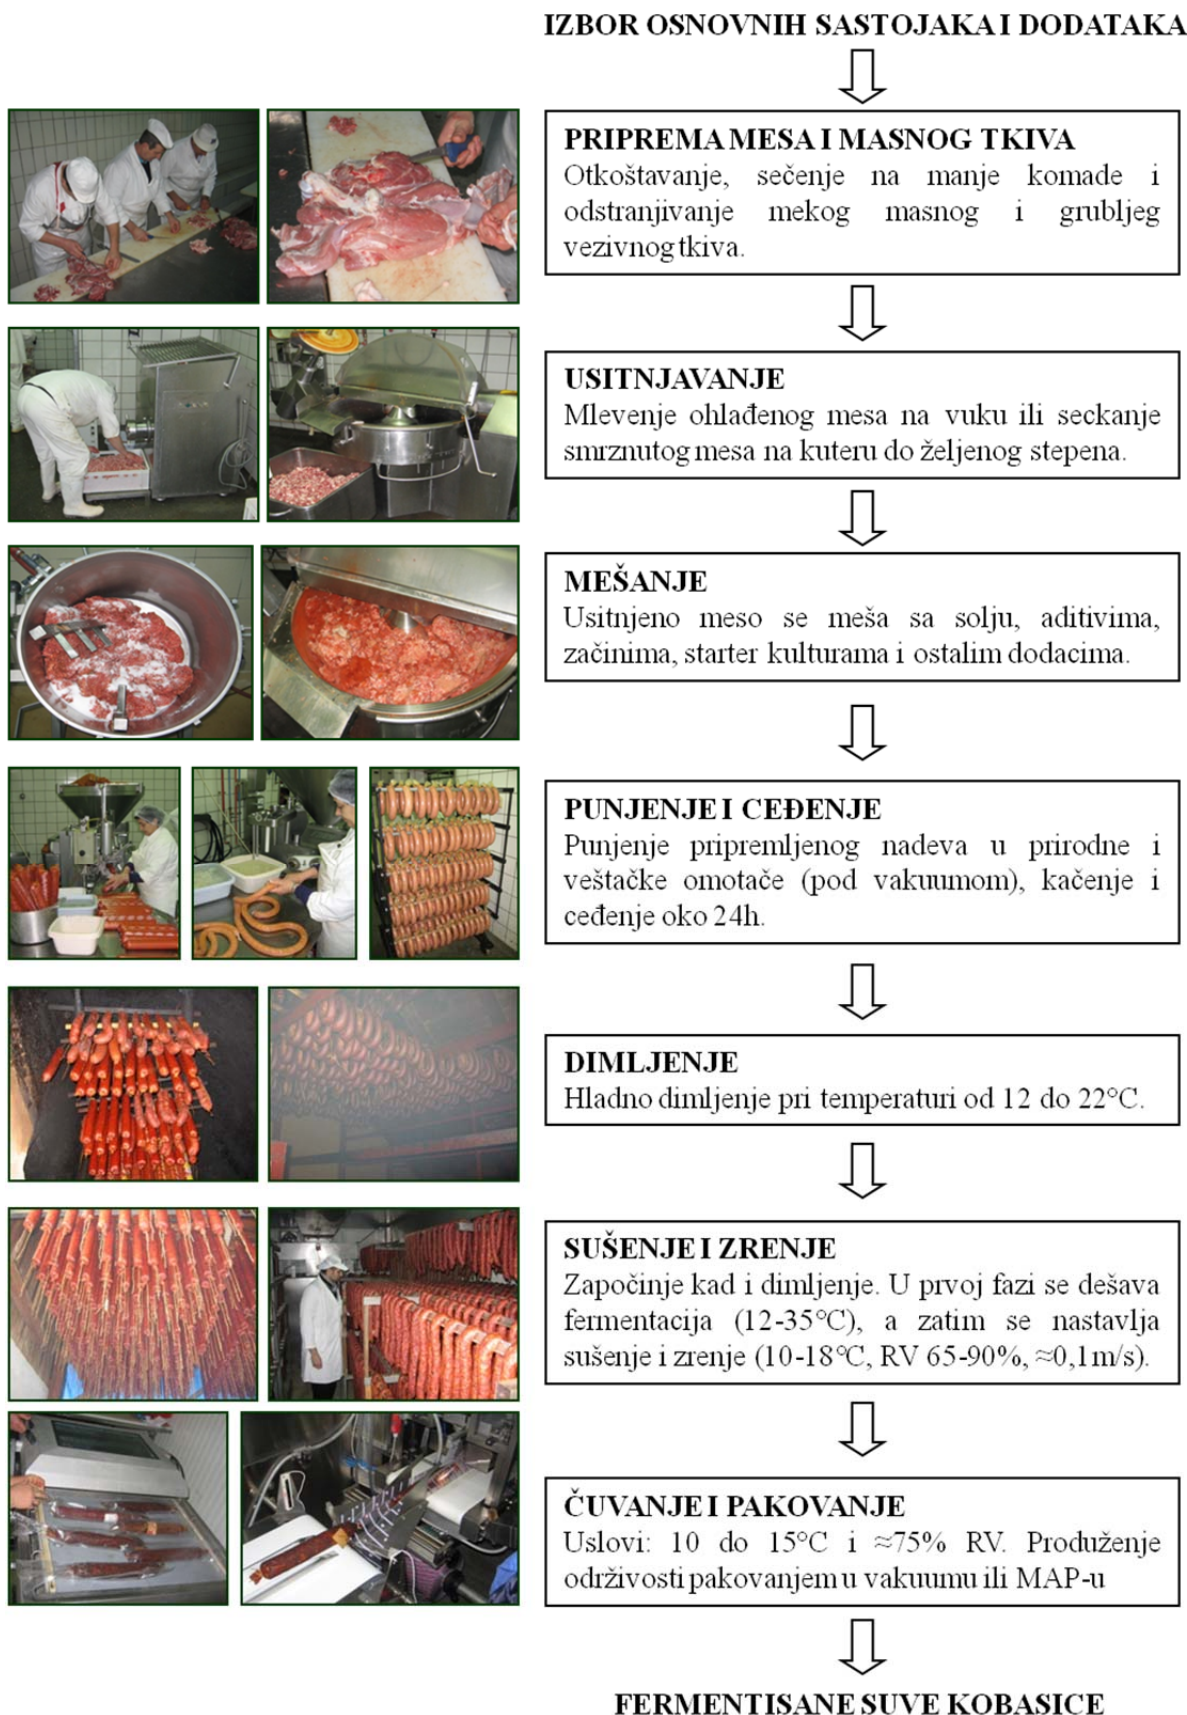 IZBOR OSNOVNIH SASTOJAKA I DODATAKA
PRIPREMA MESA I MASNOG TKIVA
Otkoštavanje, sečenje na manje komade i
odstranjivanje mekog masnog i grubljeg
vezivnog tkiva.
USITNJAVANJE
Mlevenje ohlađenog mesa na vuku ili seckanje
smrznutog mesa na kuteru do željenog stepena.
MEŠANJE
Usitnjeno meso se meša sa solju, aditivima,
začinima, starter kulturama i ostalim dodacima.
PUNJENJE I CEĐENJE
Punjenje pripremljenog nadeva u prirodne i
veštačke omotače (pod vakuumom), kačenje i
ceđenje oko 24h.
DIMLJENJE
Hladno dimljenje pri temperaturi od 12 do 22°C.
SUŠENJE I ZRENJE
Započinje kad i dimljenje. U prvoj fazi se dešava
fermentacija (12-35°C), a zatim se nastavlja
sušenje i zrenje (10-18°C, RV 65-90%, ≈0,1m/s).
ČUVANJE I PAKOVANJE
Uslovi: 10 do 15°C i ≈75% RV. Produženje
održivosti pakovanjem u vakuumu ili MAP-u
FERMENTISANE SUVE KOBASICE